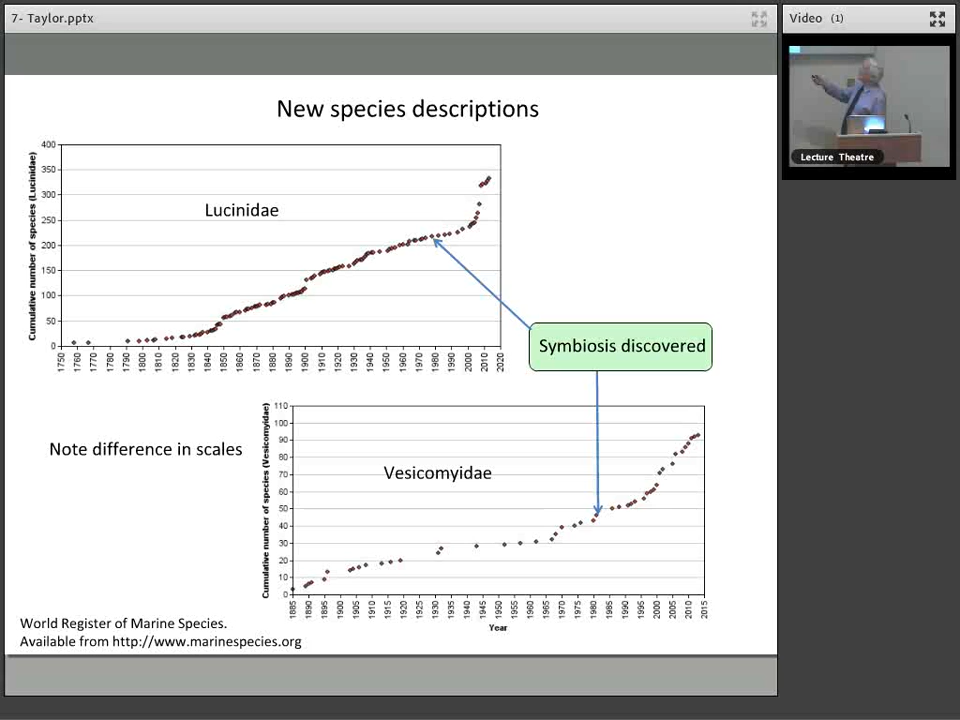 7- Taylor.pptx
Video (1)
Lecture Theatre
New species descriptions
Cumulative number of species (Lucinidae)
400
350
300
250
200
150
100
50
0
Lucinidae
1750 1760 1770 1780 1790 1800 1810 1820 1830 1840 1850 1860 1870 1880 1890 1900 1910 1920 1930 1940 1950 1960 1970 1980 1990 2000 2010 2020
Symbiosis discovered
Note difference in scales
Cumulative number of species (Vesicomyidae)
110
100
90
80
70
60
50
40
30
20
10
0
Vesicomyidae
1885 1890 1895 1900 1905 1910 1915 1920 1925 1930 1935 1940 1945 1950 1955 1960 1965 1970 1975 1980 1985 1990 1995 2000 2005 2010 2015
Year
World Register of Marine Species.
Available from http://www.marinespecies.org